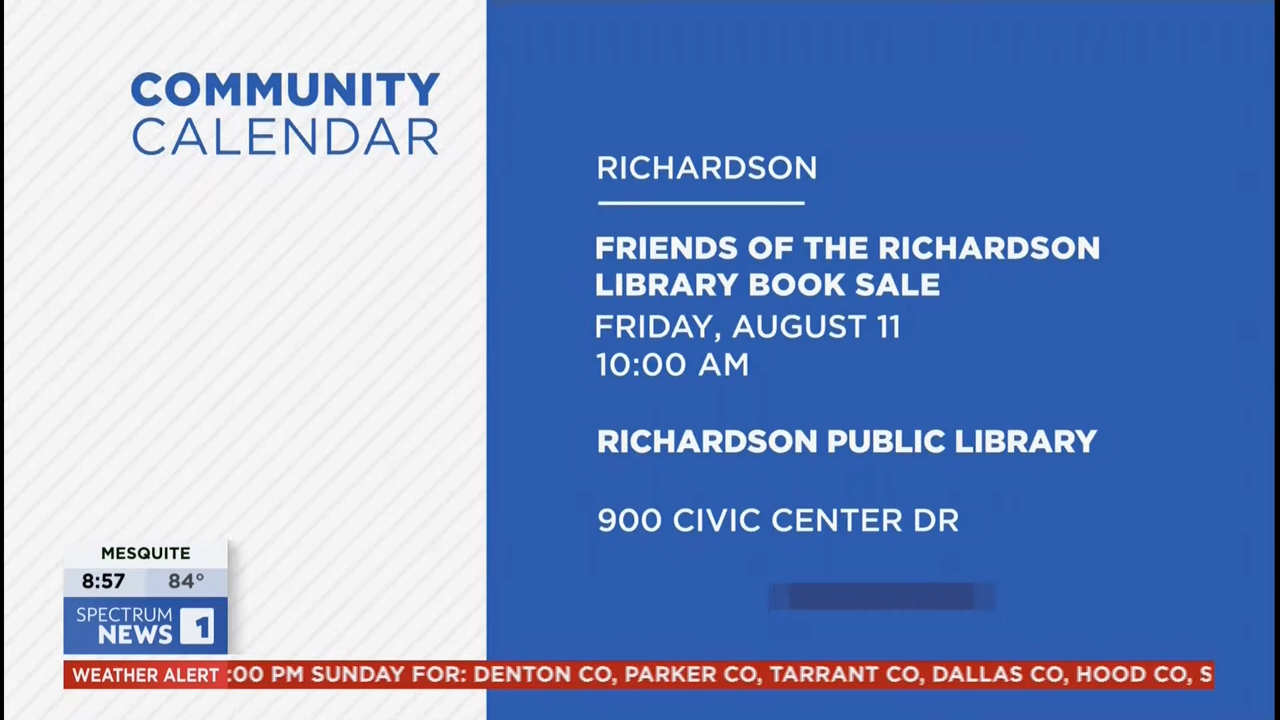 COMMUNITY
CALENDAR
RICHARDSON
FRIENDS OF THE RICHARDSON
LIBRARY BOOK SALE
FRIDAY, AUGUST 11
10:00 AM
RICHARDSON PUBLIC LIBRARY
900 CIVIC CENTER DR
MESQUITE
8:57 84°
SPECTRUM
NEWS 1
WEATHER ALERT :00 PM SUNDAY FOR: DENTON CO, PARKER CO, TARRANT CO, DALLAS CO, HOOD CO, S